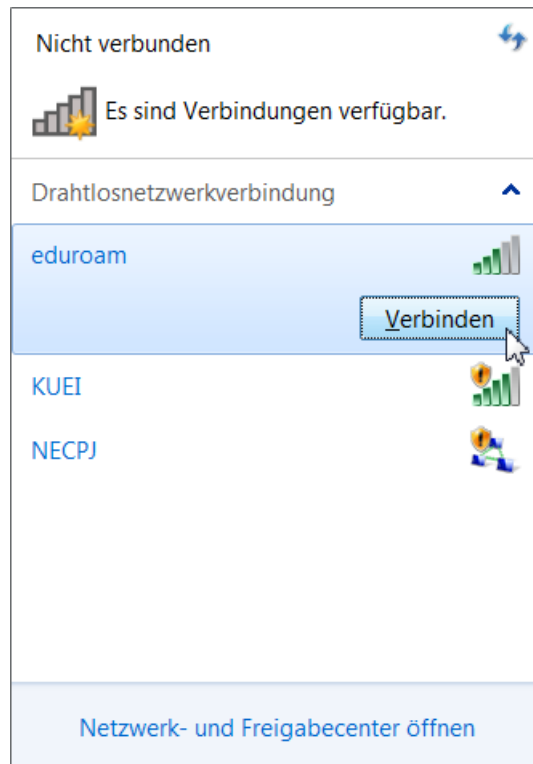 Nicht verbunden
Es sind Verbindungen verfügbar.
Drahtlosnetzwerkverbindung
eduroam
Verbinden
KUEI
NECPJ
Netzwerk- und Freigabecenter öffnen